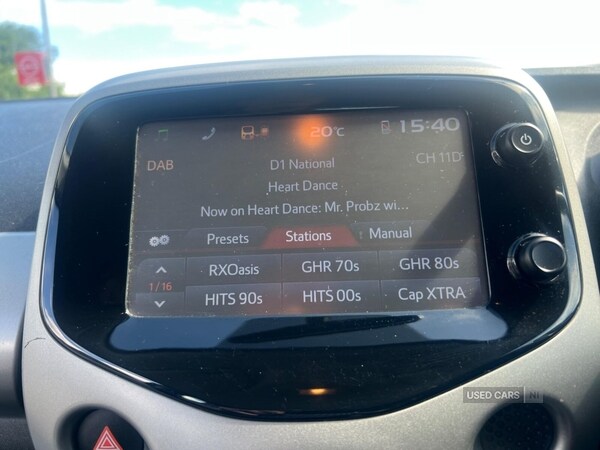 20°C 15:40
DAB D1 National CH 11D
Heart Dance
Now on Heart Dance: Mr. Probz wi...
Presets Stations Manual
RXOasis GHR 70s GHR 80s
1/16
HITS 90s HITS 00s Cap XTRA
USED CARS NI